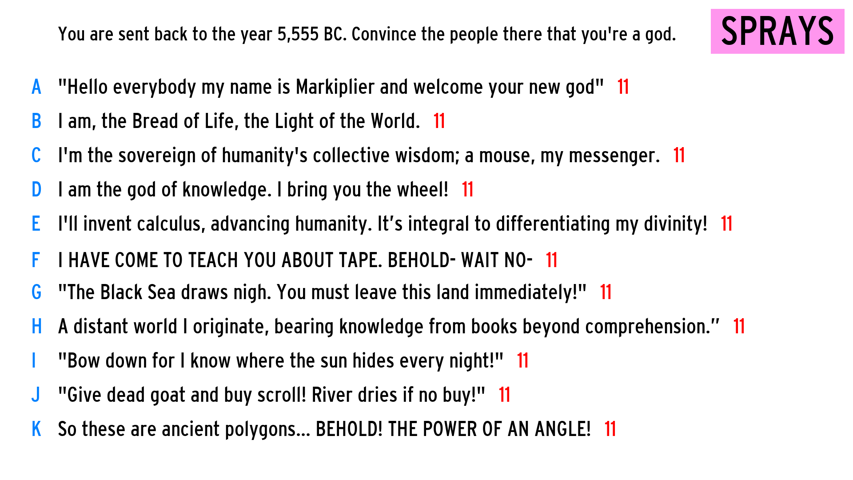 You are sent back to the year 5,555 BC. Convince the people there that you're a god.
SPRAYS
A "Hello everybody my name is Markiplier and welcome your new god" 11
B I am, the Bread of Life, the Light of the World. 11
C I'm the sovereign of humanity's collective wisdom; a mouse, my messenger. 11
D I am the god of knowledge. I bring you the wheel! 11
E I'll invent calculus, advancing humanity. It’s integral to differentiating my divinity! 11
F I HAVE COME TO TEACH YOU ABOUT TAPE. BEHOLD- WAIT NO- 11
G "The Black Sea draws nigh. You must leave this land immediately!" 11
H A distant world I originate, bearing knowledge from books beyond comprehension.” 11
I "Bow down for I know where the sun hides every night!" 11
J "Give dead goat and buy scroll! River dries if no buy!" 11
K So these are ancient polygons... BEHOLD! THE POWER OF AN ANGLE! 11